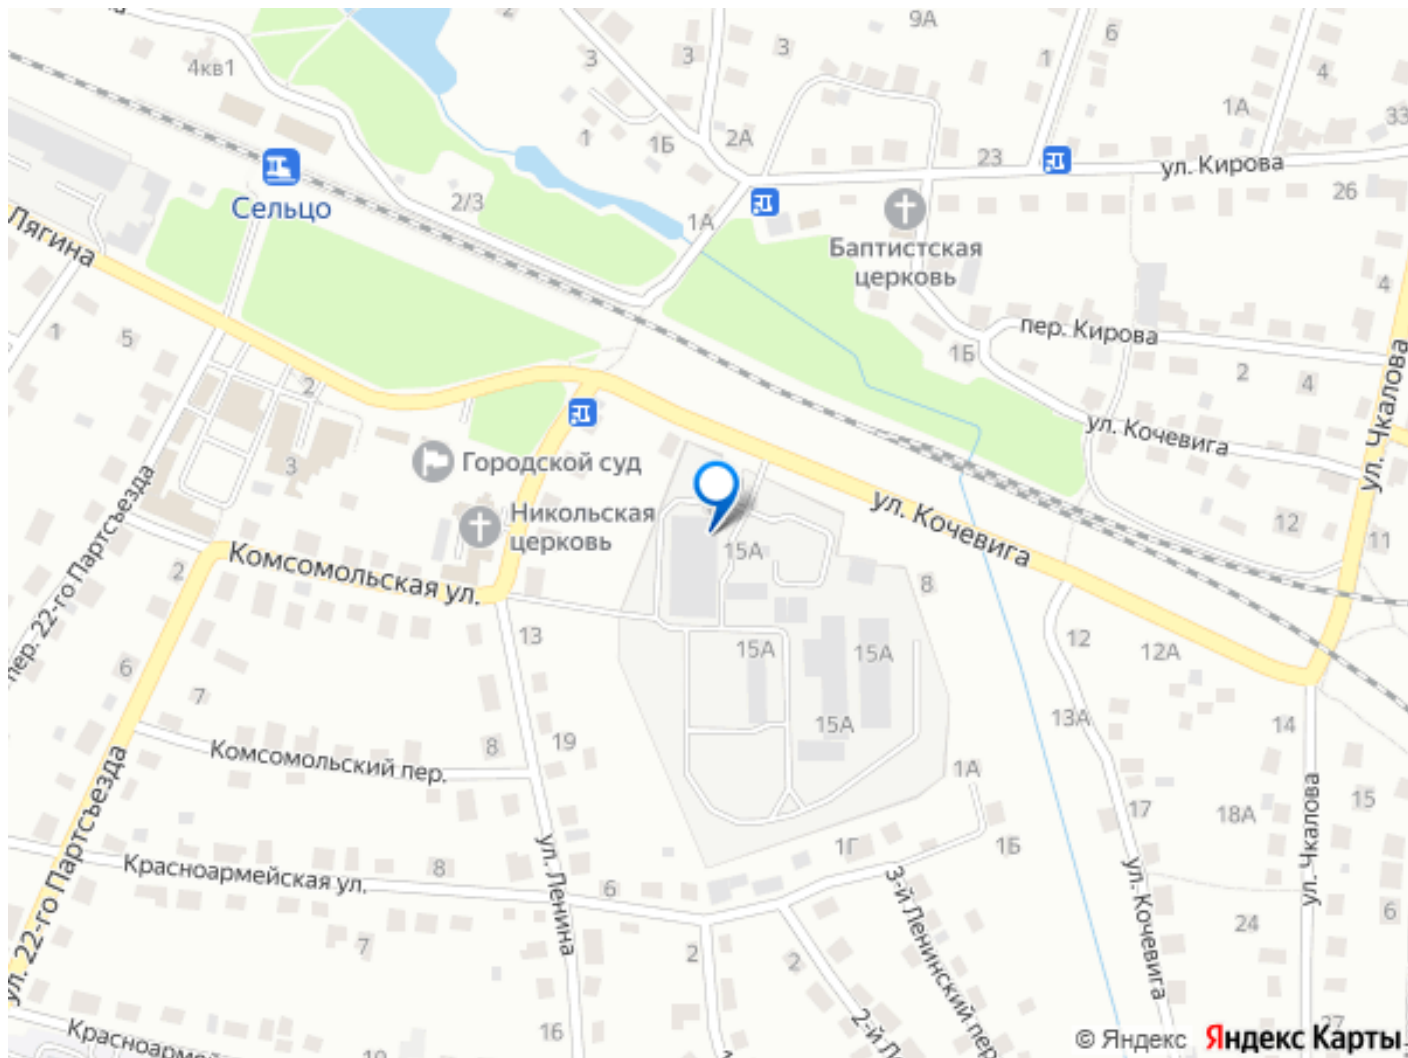 9А
2
6
3
3
3
1
4
4кв1
1А
33
1
1Б
2А
23
ул. Кирова
26
2/3
Сельцо
1А
Баптистская
церковь
Лягина
4
пер. Кирова
1
5
1Б
2
4
2
ул. Чкалова
ул. Кочевига
3
Городской суд
ул. Кочевига
Никольская
церковь
12
11
15А
Комсомольская ул.
2
8
пер. 22-го Партсъезда
13
12
12А
15А
15А
6
7
13А
14
15А
19
8
Комсомольский пер.
1А
15
ул. 22-го Партсъезда
17
18А
ул. Чкалова
1Г
1Б
Красноармейская ул.
8
6
ул. Ленина
3-й Ленинский пер.
ул. Кочевига
6
24
7
2
2
16
2-й Л
27
Красноармей
10
1
© Яндекс
Яндекс Карты